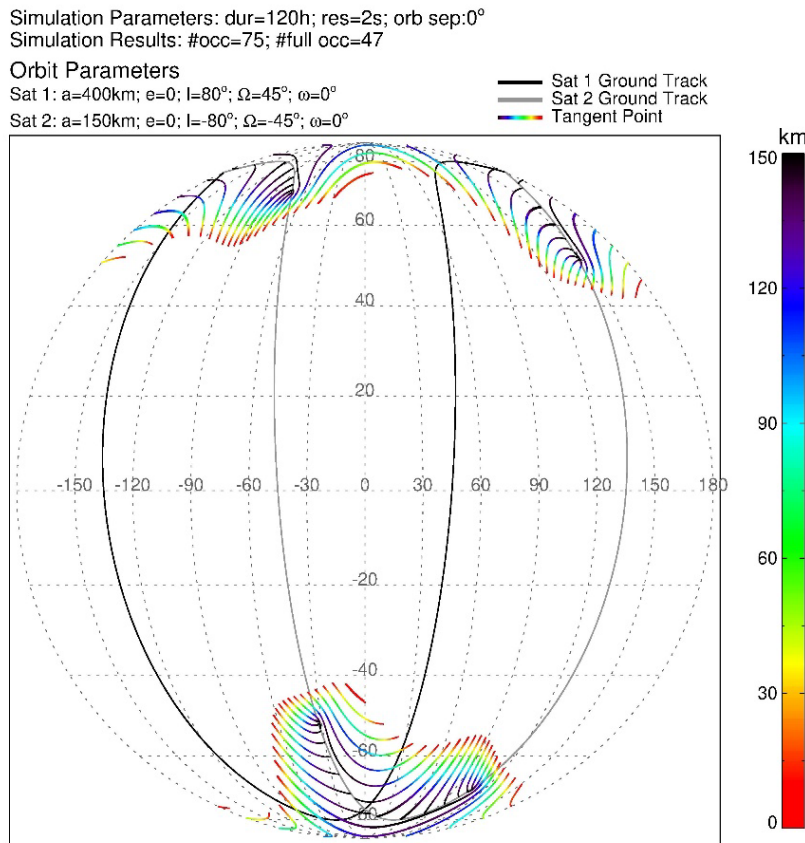 Simulation Parameters: dur=120h; res=2s; orb sep:0°
Simulation Results: #occ=75; #full occ=47
Orbit Parameters
Sat 1: a=400km; e=0; I=80°; Ω=45°; ω=0°
Sat 2: a=150km; e=0; I=-80°; Ω=-45°; ω=0°
Sat 1 Ground Track
Sat 2 Ground Track
Tangent Point
km
150
120
90
60
30
0
80
60
40
20
-150 -120 -90 -60 -30 0 30 60 90 120 150 180
-20
-40
-60